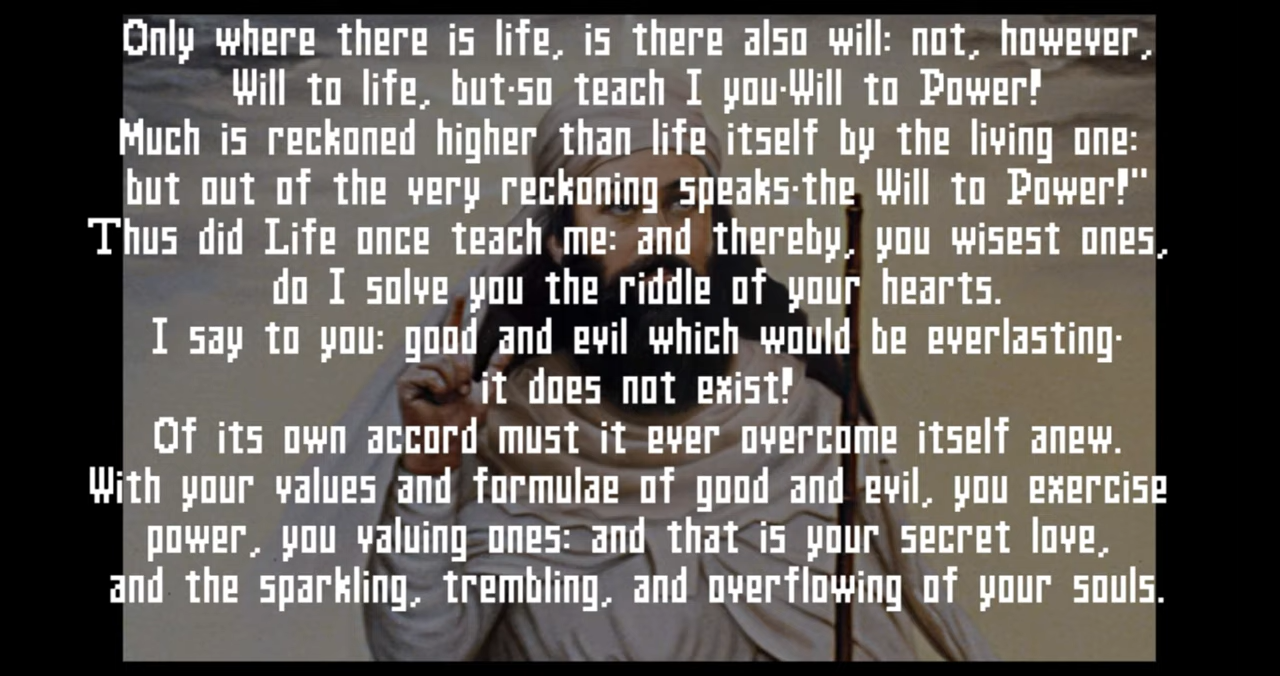 Only where there is life, is there also will: not, however,
Will to life, but·so teach I you·Will to Power!
Much is reckoned higher than life itself by the living one:
but out of the very reckoning speaks·the Will to Power!"
Thus did Life once teach me: and thereby, you wisest ones,
do I solve you the riddle of your hearts.
I say to you: good and evil which would be everlasting·
it does not exist!
Of its own accord must it ever overcome itself anew.
With your values and formulae of good and evil, you exercise
power, you valuing ones: and that is your secret love,
and the sparkling, trembling, and overflowing of your souls.